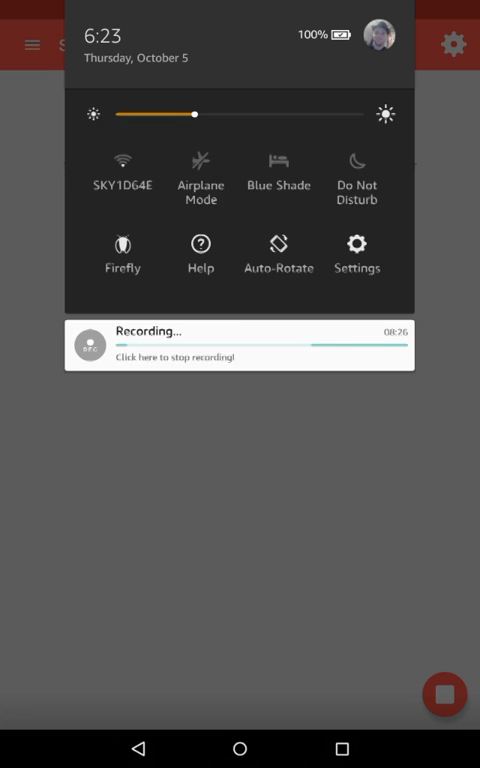 6:23
100%
Thursday, October 5
S
SKY1D64E
Airplane
Mode
Blue Shade
Do Not
Disturb
Firefly
Help
Auto-Rotate
Settings
Recording...
08:26
REC
Click here to stop recording!